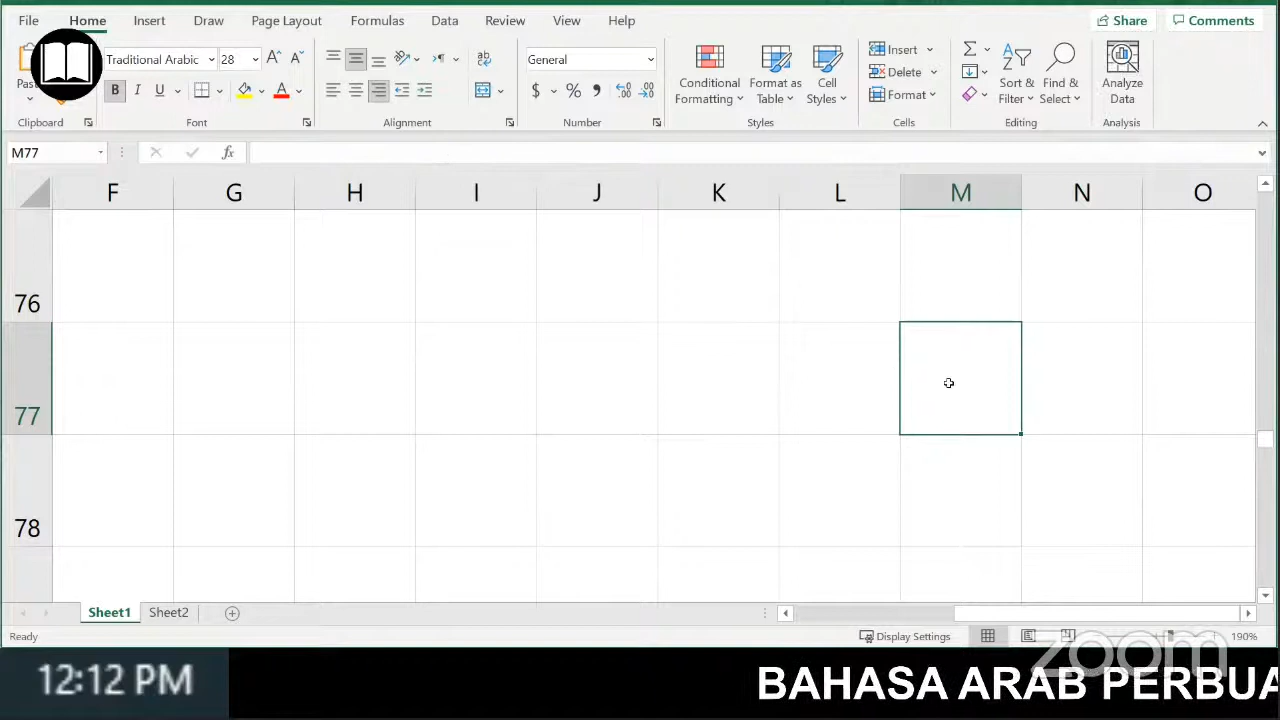 File Home Insert Draw Page Layout Formulas Data Review View Help Share Comments
Traditional Arabic 28 General Insert Delete Format
Paste B I U A $ % Conditional Formatting Format as Table Cell Styles Sort & Filter Find & Select Analyze Data
Clipboard Font Alignment Number Styles Cells Editing Analysis
M77 fx
F G H I J K L M N O
76
77
78
Sheet1 Sheet2
Ready Display Settings 190%
zoom
12:12 PM BAHASA ARAB PERBUA